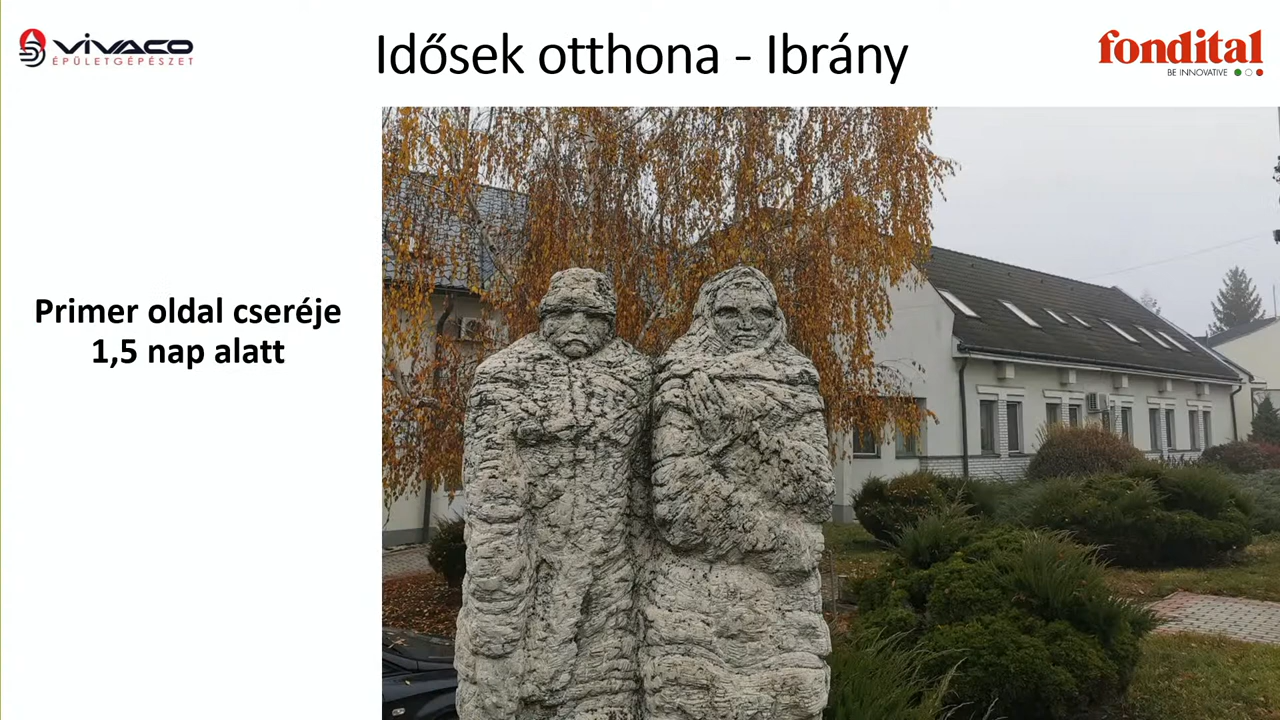 VIVACO
ÉPÜLETGÉPÉSZET
Idősek otthona - Ibrány
fondital
BE INNOVATIVE
Primer oldal cseréje
1,5 nap alatt